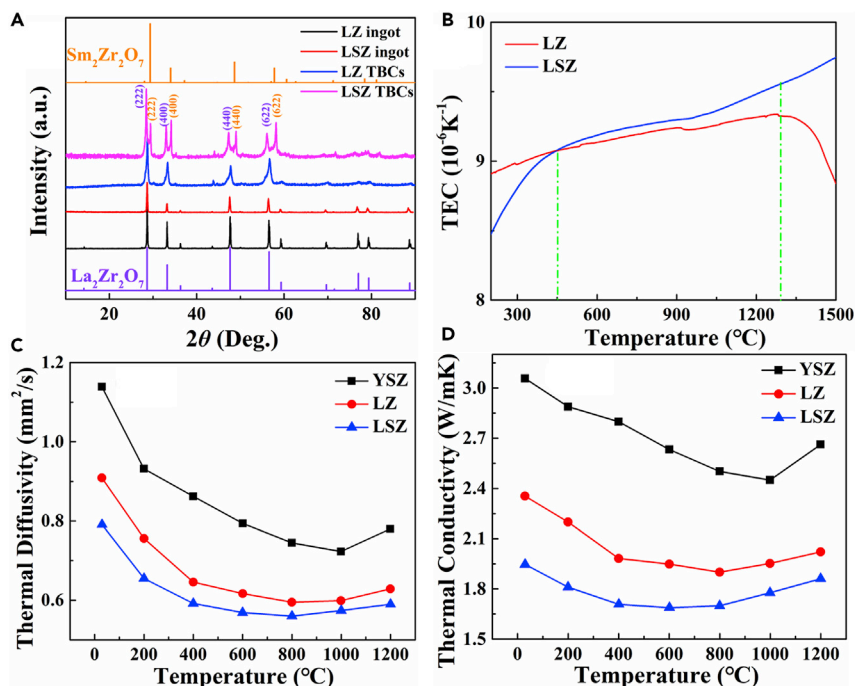 A
Sm2Zr2O7
LZ ingot
LSZ ingot
LZ TBCs
LSZ TBCs
(222)
(222)
(400)
(400)
(440)
(440)
(622)
(622)
La2Zr2O7
Intensity (a.u.)
20 40 60 80
2θ (Deg.)
B
LZ
LSZ
10
9
8
TEC (10-6K-1)
300 600 900 1200 1500
Temperature (°C)
C
YSZ
LZ
LSZ
1.2
1.0
0.8
0.6
Thermal Diffusivity (mm2/s)
0 200 400 600 800 1000 1200
Temperature (°C)
D
YSZ
LZ
LSZ
3.0
2.7
2.4
2.1
1.8
1.5
Thermal Conductivty (W/mK)
0 200 400 600 800 1000 1200
Temperature (°C)